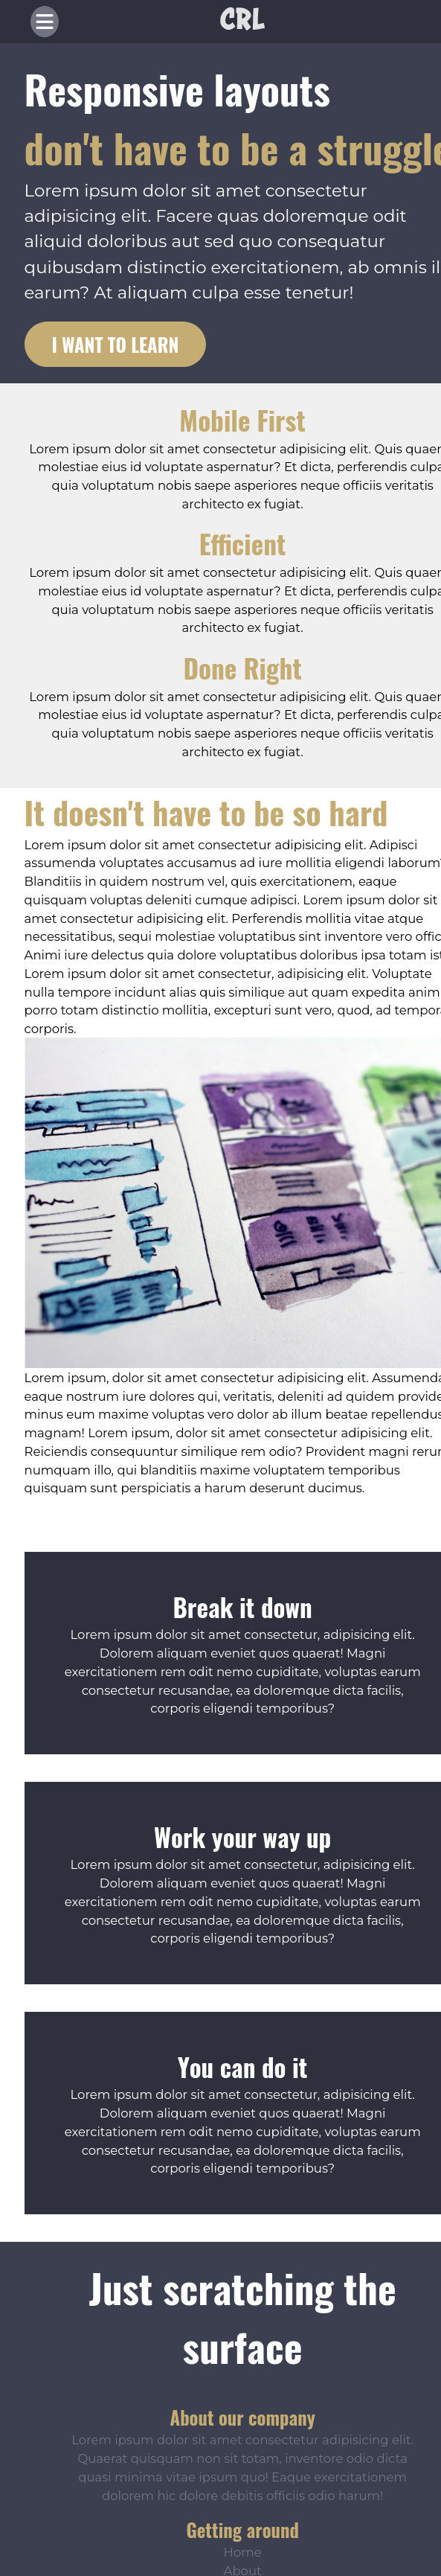 CRL
Responsive layouts
don't have to be a struggle
Lorem ipsum dolor sit amet consectetur
adipisicing elit. Facere quas doloremque odit
aliquid doloribus aut sed quo consequatur
quibusdam distinctio exercitationem, ab omnis il
earum? At aliquam culpa esse tenetur!
I WANT TO LEARN
Mobile First
Lorem ipsum dolor sit amet consectetur adipisicing elit. Quis quaer
molestiae eius id voluptate aspernatur? Et dicta, perferendis culpa
quia voluptatum nobis saepe asperiores neque officiis veritatis
architecto ex fugiat.
Efficient
Lorem ipsum dolor sit amet consectetur adipisicing elit. Quis quaer
molestiae eius id voluptate aspernatur? Et dicta, perferendis culpa
quia voluptatum nobis saepe asperiores neque officiis veritatis
architecto ex fugiat.
Done Right
Lorem ipsum dolor sit amet consectetur adipisicing elit. Quis quaer
molestiae eius id voluptate aspernatur? Et dicta, perferendis culpa
quia voluptatum nobis saepe asperiores neque officiis veritatis
architecto ex fugiat.
It doesn't have to be so hard
Lorem ipsum dolor sit amet consectetur adipisicing elit. Adipisci
assumenda voluptates accusamus ad iure mollitia eligendi laborum?
Blanditiis in quidem nostrum vel, quis exercitationem, eaque
quisquam voluptas deleniti cumque adipisci. Lorem ipsum dolor sit
amet consectetur adipisicing elit. Perferendis mollitia vitae atque
necessitatibus, sequi molestiae voluptatibus sint inventore vero offic
Animi iure delectus quia dolore voluptatibus doloribus ipsa totam ist
Lorem ipsum dolor sit amet consectetur, adipisicing elit. Voluptate
nulla tempore incidunt alias quis similique aut quam expedita anim
porro totam distinctio mollitia, excepturi sunt vero, quod, ad tempora
corporis.
Lorem ipsum, dolor sit amet consectetur adipisicing elit. Assumenda
eaque nostrum iure dolores qui, veritatis, deleniti ad quidem provide
minus eum maxime voluptas vero dolor ab illum beatae repellendus
magnam! Lorem ipsum, dolor sit amet consectetur adipisicing elit.
Reiciendis consequuntur similique rem odio? Provident magni rerur
numquam illo, qui blanditiis maxime voluptatem temporibus
quisquam sunt perspiciatis a harum deserunt ducimus.
Break it down
Lorem ipsum dolor sit amet consectetur, adipisicing elit.
Dolorem aliquam eveniet quos quaerat! Magni
exercitationem rem odit nemo cupiditate, voluptas earum
consectetur recusandae, ea doloremque dicta facilis,
corporis eligendi temporibus?
Work your way up
Lorem ipsum dolor sit amet consectetur, adipisicing elit.
Dolorem aliquam eveniet quos quaerat! Magni
exercitationem rem odit nemo cupiditate, voluptas earum
consectetur recusandae, ea doloremque dicta facilis,
corporis eligendi temporibus?
You can do it
Lorem ipsum dolor sit amet consectetur, adipisicing elit.
Dolorem aliquam eveniet quos quaerat! Magni
exercitationem rem odit nemo cupiditate, voluptas earum
consectetur recusandae, ea doloremque dicta facilis,
corporis eligendi temporibus?
Just scratching the
surface
About our company
Lorem ipsum dolor sit amet consectetur adipisicing elit.
Quaerat quisquam non sit totam, inventore odio dicta
quasi minima vitae ipsum quo! Eaque exercitationem
dolorem hic dolore debitis officiis odio harum!
Getting around
Home
About